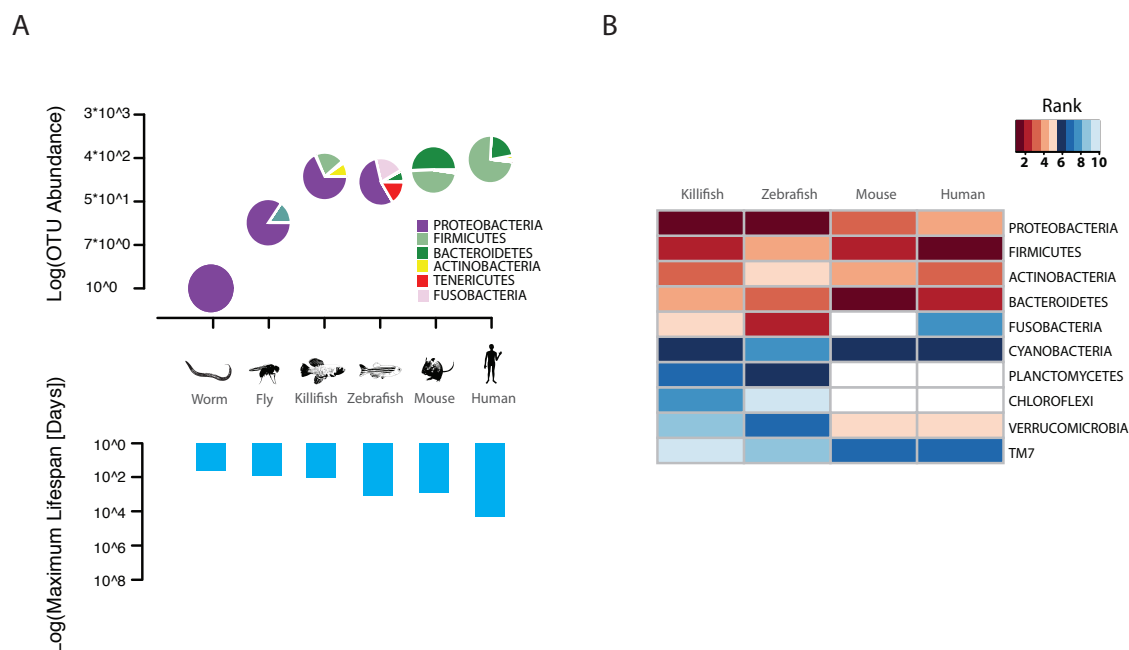 A
B
Log(OTU Abundance)
3*10^3
4*10^2
5*10^1
7*10^0
10^0
PROTEOBACTERIA
FIRMICUTES
BACTEROIDETES
ACTINOBACTERIA
TENERICUTES
FUSOBACTERIA
Worm Fly Killifish Zebrafish Mouse Human
Log(Maximum Lifespan [Days])
10^0
10^2
10^4
10^6
10^8
Rank
2 4 6 8 10
Killifish Zebrafish Mouse Human
PROTEOBACTERIA
FIRMICUTES
ACTINOBACTERIA
BACTEROIDETES
FUSOBACTERIA
CYANOBACTERIA
PLANCTOMYCETES
CHLOROFLEXI
VERRUCOMICROBIA
TM7